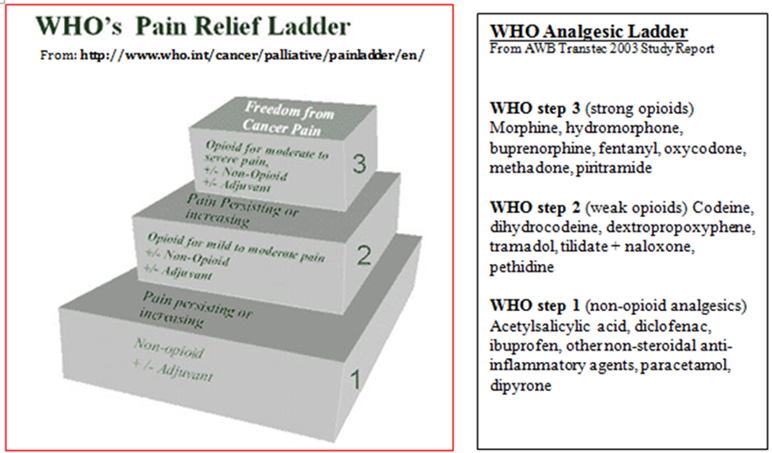 WHO's Pain Relief Ladder
From: http://www.who.int/cancer/palliative/painladder/en/
Freedom from
Cancer Pain
Opioid for moderate to
severe pain,
+/- Non-Opioid
+/- Adjuvant
3
Pain Persisting or
increasing
Opioid for mild to moderate pain
+/- Non-Opioid
+/- Adjuvant
2
Pain persisting or
increasing
Non-opioid
+/- Adjuvant
1
WHO Analgesic Ladder
From AWB Transtec 2003 Study Report
WHO step 3 (strong opioids)
Morphine, hydromorphone,
buprenorphine, fentanyl, oxycodone,
methadone, piritramide
WHO step 2 (weak opioids) Codeine,
dihydrocodeine, dextropropoxyphene,
tramadol, tilidate + naloxone,
pethidine
WHO step 1 (non-opioid analgesics)
Acetylsalicylic acid, diclofenac,
ibuprofen, other non-steroidal anti-
inflammatory agents, paracetamol,
dipyrone